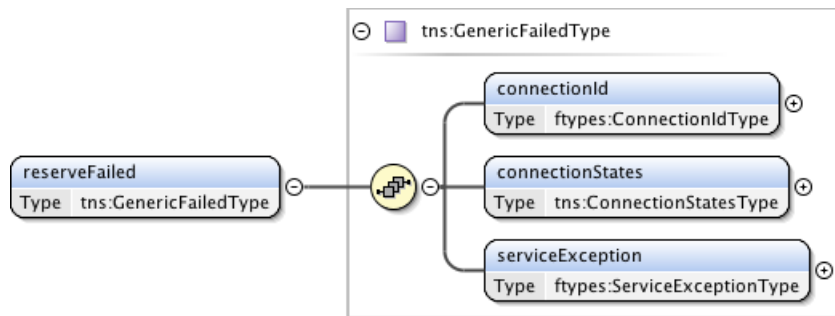 tns:GenericFailedType
connectionId
Type ftypes:ConnectionIdType
reserveFailed
Type tns:GenericFailedType
connectionStates
Type tns:ConnectionStatesType
serviceException
Type ftypes:ServiceExceptionType